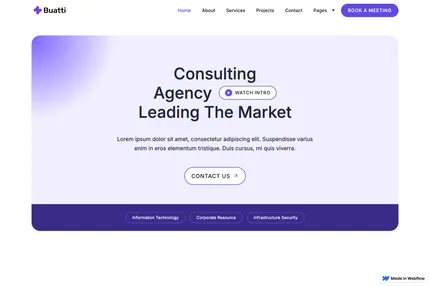 Buatti
Home About Services Projects Contact Pages BOOK A MEETING
Consulting
Agency WATCH INTRO
Leading The Market
Lorem ipsum dolor sit amet, consectetur adipiscing elit. Suspendisse varius
enim in eros elementum tristique. Duis cursus, mi quis viverra.
CONTACT US
Information Technology Corporate Resource Infrastructure Security
Made in Webflow